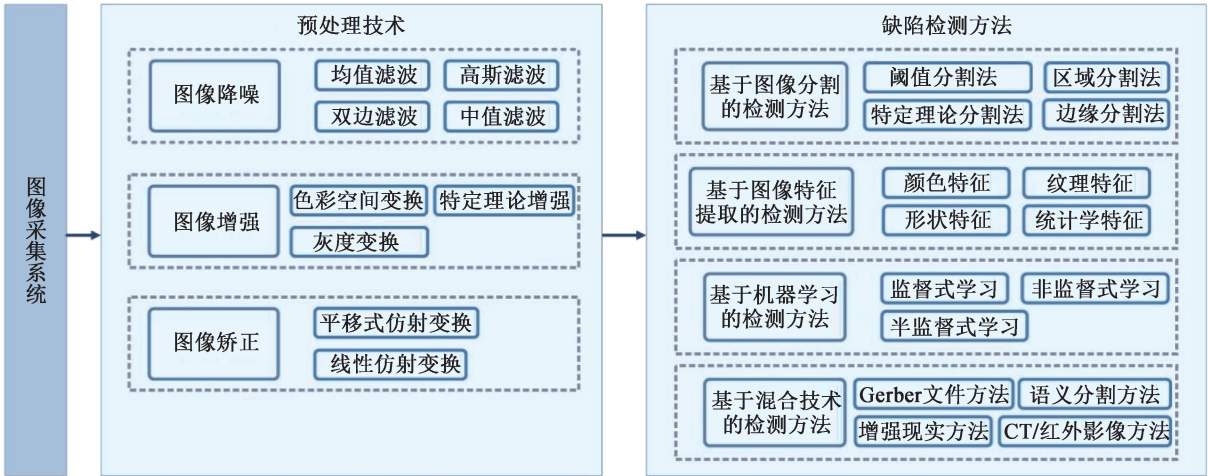 图像采集系统
预处理技术
图像降噪
均值滤波
高斯滤波
双边滤波
中值滤波
图像增强
色彩空间变换
特定理论增强
灰度变换
图像矫正
平移式仿射变换
线性仿射变换
缺陷检测方法
基于图像分割
的检测方法
阈值分割法
区域分割法
特定理论分割法
边缘分割法
基于图像特征
提取的检测方法
颜色特征
纹理特征
形状特征
统计学特征
基于机器学习
的检测方法
监督式学习
非监督式学习
半监督式学习
基于混合技术
的检测方法
Gerber文件方法
语义分割方法
增强现实方法
CT/红外影像方法